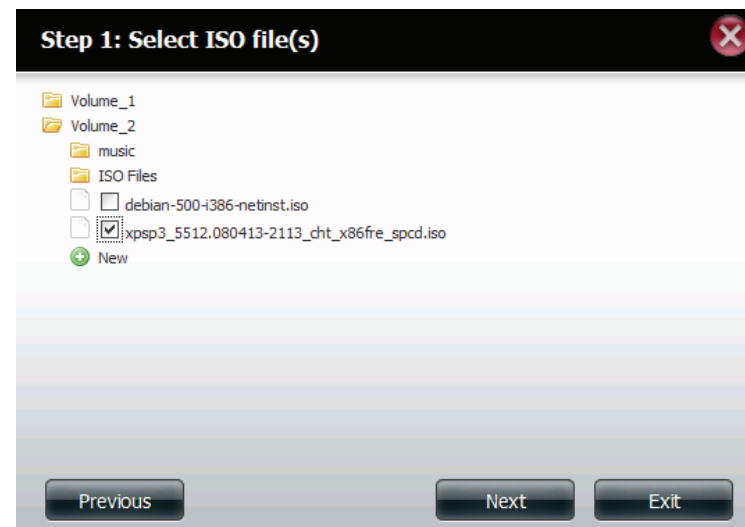 Step 1: Select ISO file(s)
Volume_1
Volume_2
music
ISO Files
debian-500-i386-netinst.iso
xpsp3_5512.080413-2113_cht_x86fre_spcd.iso
New
Previous Next Exit